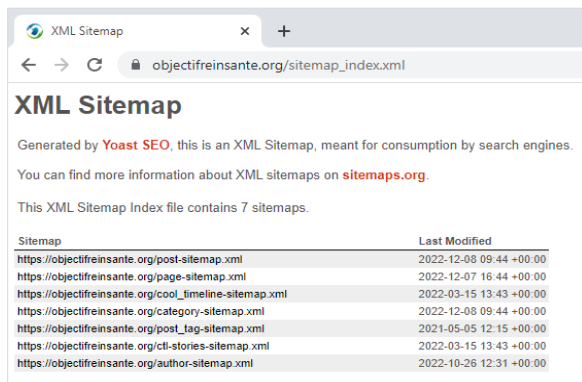 XML Sitemap
objectifreinsante.org/sitemap_index.xml
XML Sitemap
Generated by Yoast SEO, this is an XML Sitemap, meant for consumption by search engines.
You can find more information about XML sitemaps on sitemaps.org.
This XML Sitemap Index file contains 7 sitemaps.
Sitemap Last Modified
https://objectifreinsante.org/post-sitemap.xml 2022-12-08 09:44 +00:00
https://objectifreinsante.org/page-sitemap.xml 2022-12-07 16:44 +00:00
https://objectifreinsante.org/cool_timeline-sitemap.xml 2022-03-15 13:43 +00:00
https://objectifreinsante.org/category-sitemap.xml 2022-12-08 09:44 +00:00
https://objectifreinsante.org/post_tag-sitemap.xml 2021-05-05 12:15 +00:00
https://objectifreinsante.org/ctl-stories-sitemap.xml 2022-03-15 13:43 +00:00
https://objectifreinsante.org/author-sitemap.xml 2022-10-26 12:31 +00:00